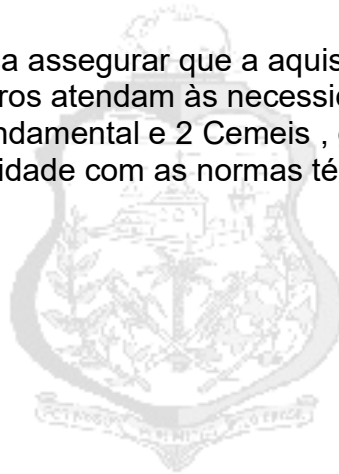 a assegurar que a aquis
ros atendam às necessi
ndamental e 2 Cemeis ,
idade com as normas té